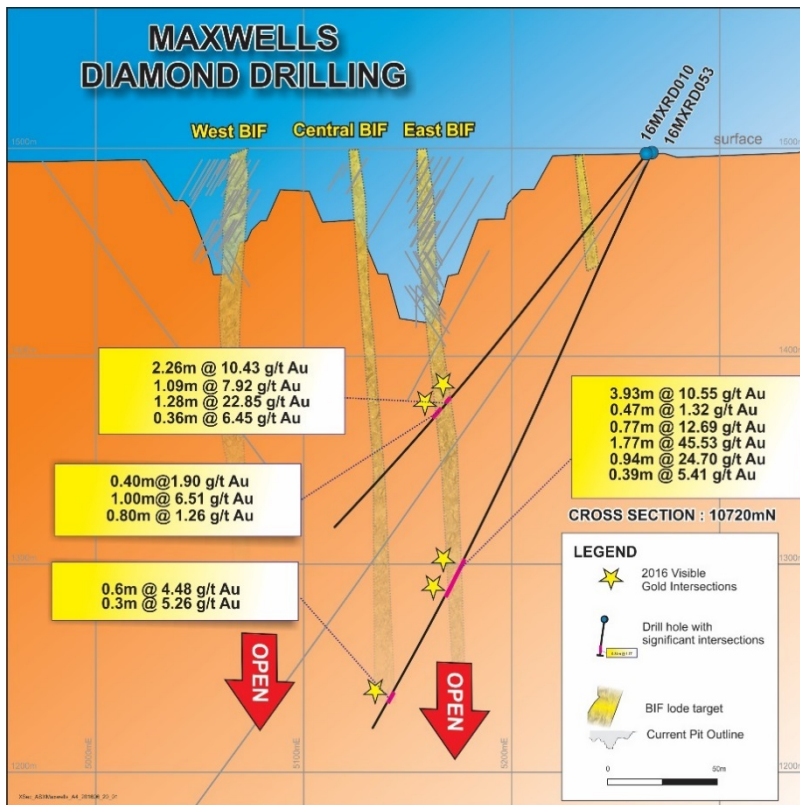 MAXWELLS
DIAMOND DRILLING
16MXRD010
16MXRD053
West BIF
Central BIF
East BIF
surface
1500m
1500m
2.26m @ 10.43 g/t Au
1.09m @ 7.92 g/t Au
1.28m @ 22.85 g/t Au
0.36m @ 6.45 g/t Au
3.93m @ 10.55 g/t Au
0.47m @ 1.32 g/t Au
0.77m @ 12.69 g/t Au
1.77m @ 45.53 g/t Au
0.94m @ 24.70 g/t Au
0.39m @ 5.41 g/t Au
0.40m@1.90 g/t Au
1.00m @ 6.51 g/t Au
0.80m @ 1.26 g/t Au
CROSS SECTION : 10720mN
0.6m @ 4.48 g/t Au
0.3m @ 5.26 g/t Au
LEGEND
2016 Visible
Gold Intersections
Drill hole with
significant intersections
BIF lode target
Current Pit Outline
0
50m
OPEN
OPEN
1200m
1200m
5000mE
5100mE
5200mE